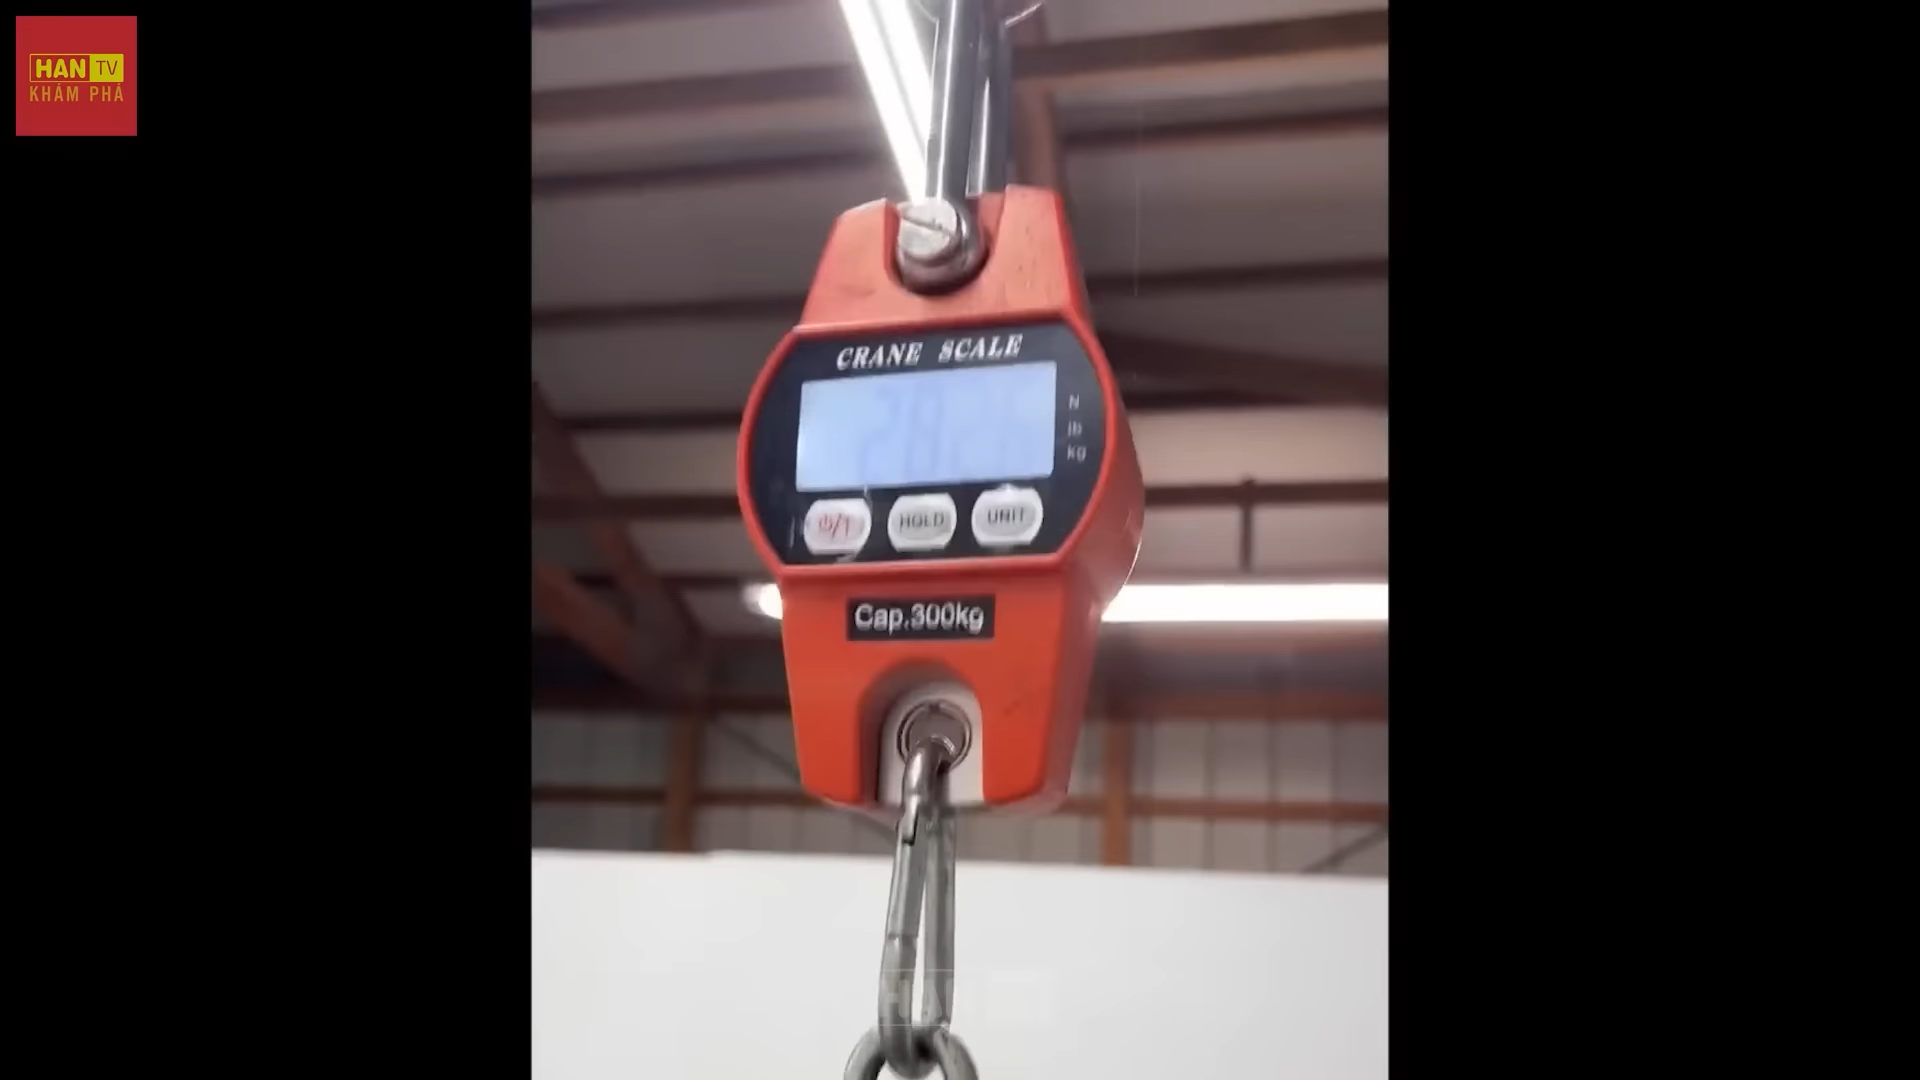 HAN TV
KHÁM PHÁ
CRANE SCALE
N
lb
kg
HOLD
UNIT
Cap.300kg